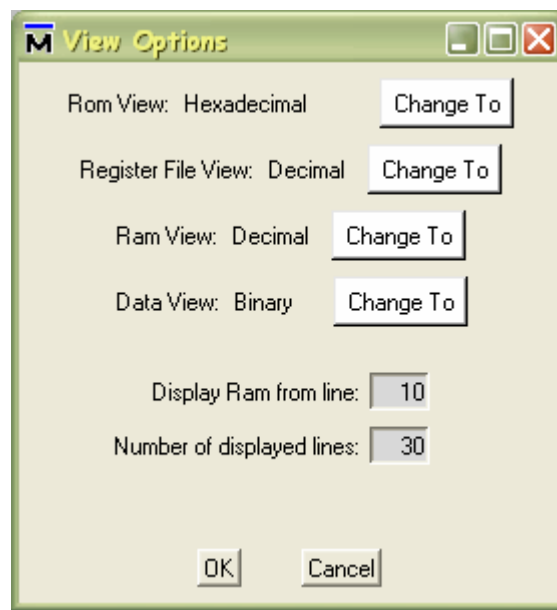 M View Options
Rom View: Hexadecimal Change To
Register File View: Decimal Change To
Ram View: Decimal Change To
Data View: Binary Change To
Display Ram from line: 10
Number of displayed lines: 30
OK Cancel